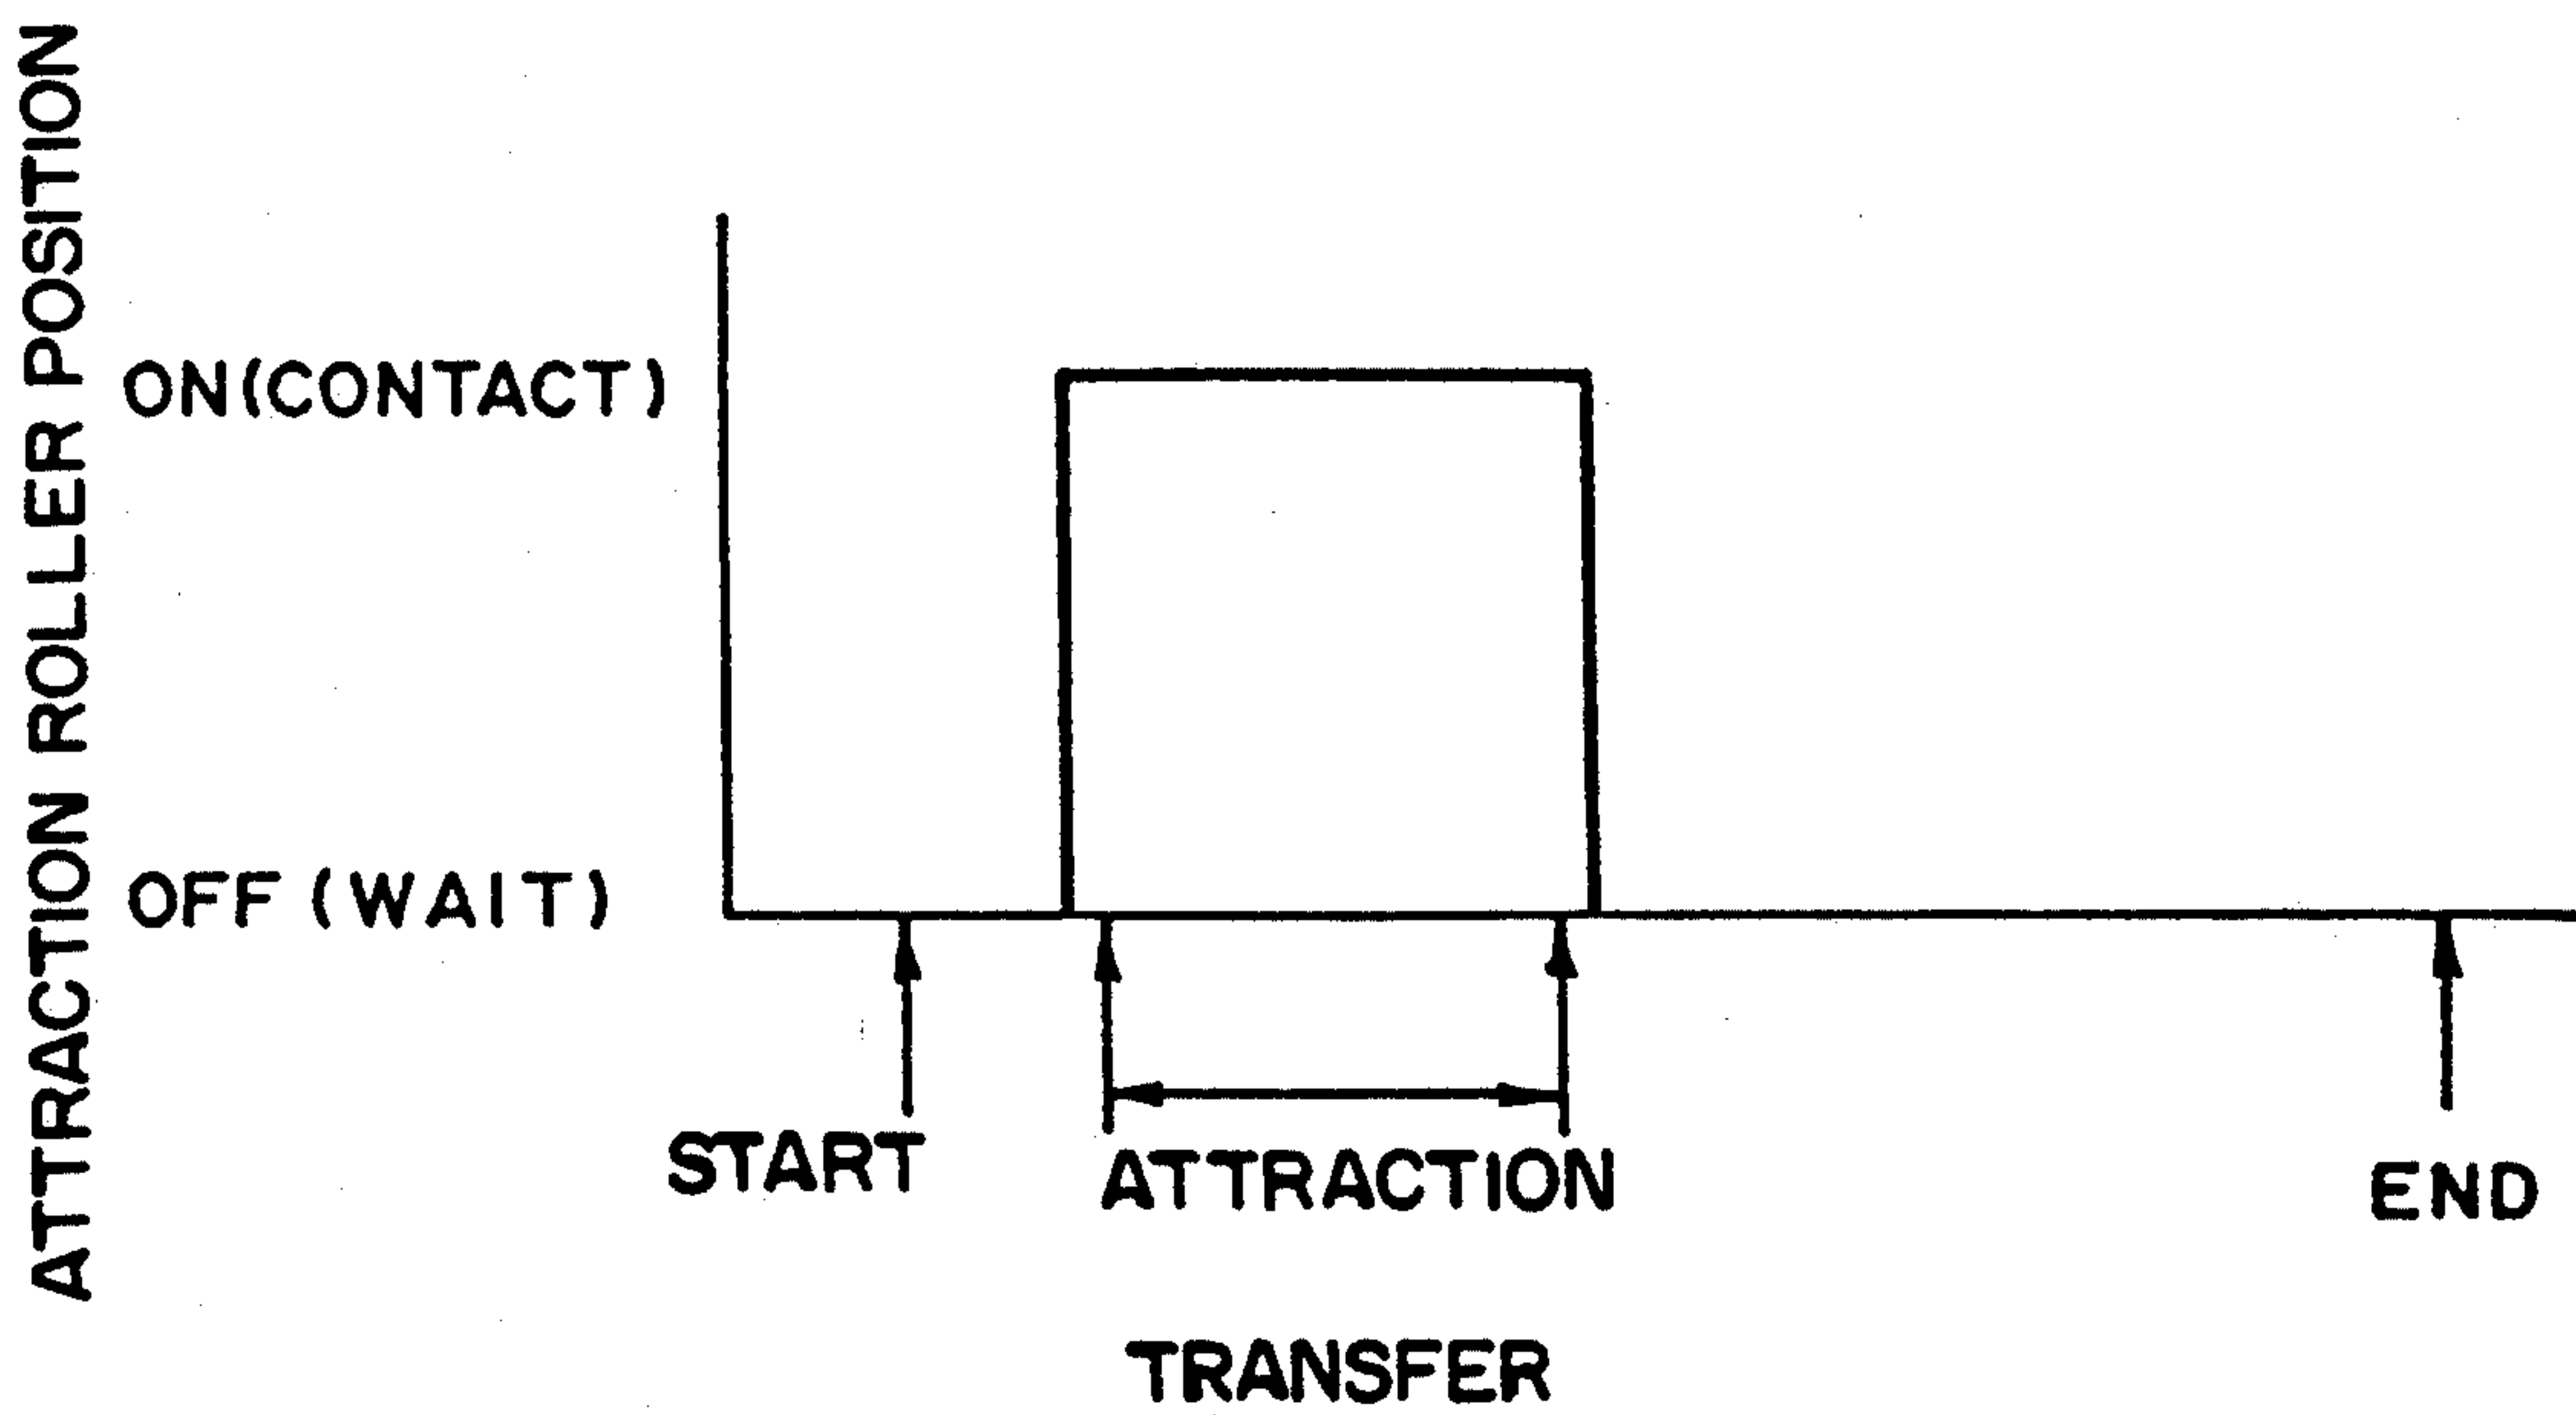 ATTRACTION ROLLER POSITION
ON(CONTACT)
OFF (WAIT)
START
ATTRACTION
END
TRANSFER